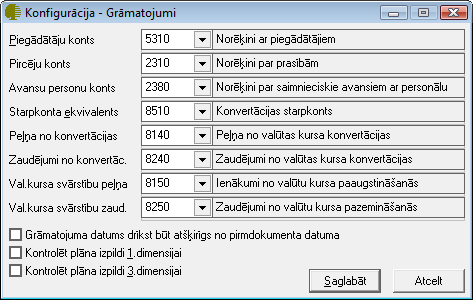 Konfigurācija - Grāmatojumi
Piegādātāju konts 5310 Norēķini ar piegādātājiem
Pircēju konts 2310 Norēķini par prasībām
Avansu personu konts 2380 Norēķini par saimnieciskie avansiem ar personālu
Starpkonta ekvivalents 8510 Konvertācijas starpkonts
Peļņa no konvertācijas 8140 Peļņa no valūtas kursa konvertācijas
Zaudējumi no konvertāc. 8240 Zaudējumi no valūtas kursa konvertācijas
Val.kursa svārstību peļņa 8150 Ienākumi no valūtu kursa paaugstināšanās
Val.kursa svārstību zaud. 8250 Zaudējumi no valūtu kursa pazemināšanās
Grāmatojuma datums drīkst būt atšķirīgs no pirmdokumenta datuma
Kontrolēt plāna izpildi 1.dimensijai
Kontrolēt plāna izpildi 3.dimensijai
Saglabāt Atcelt